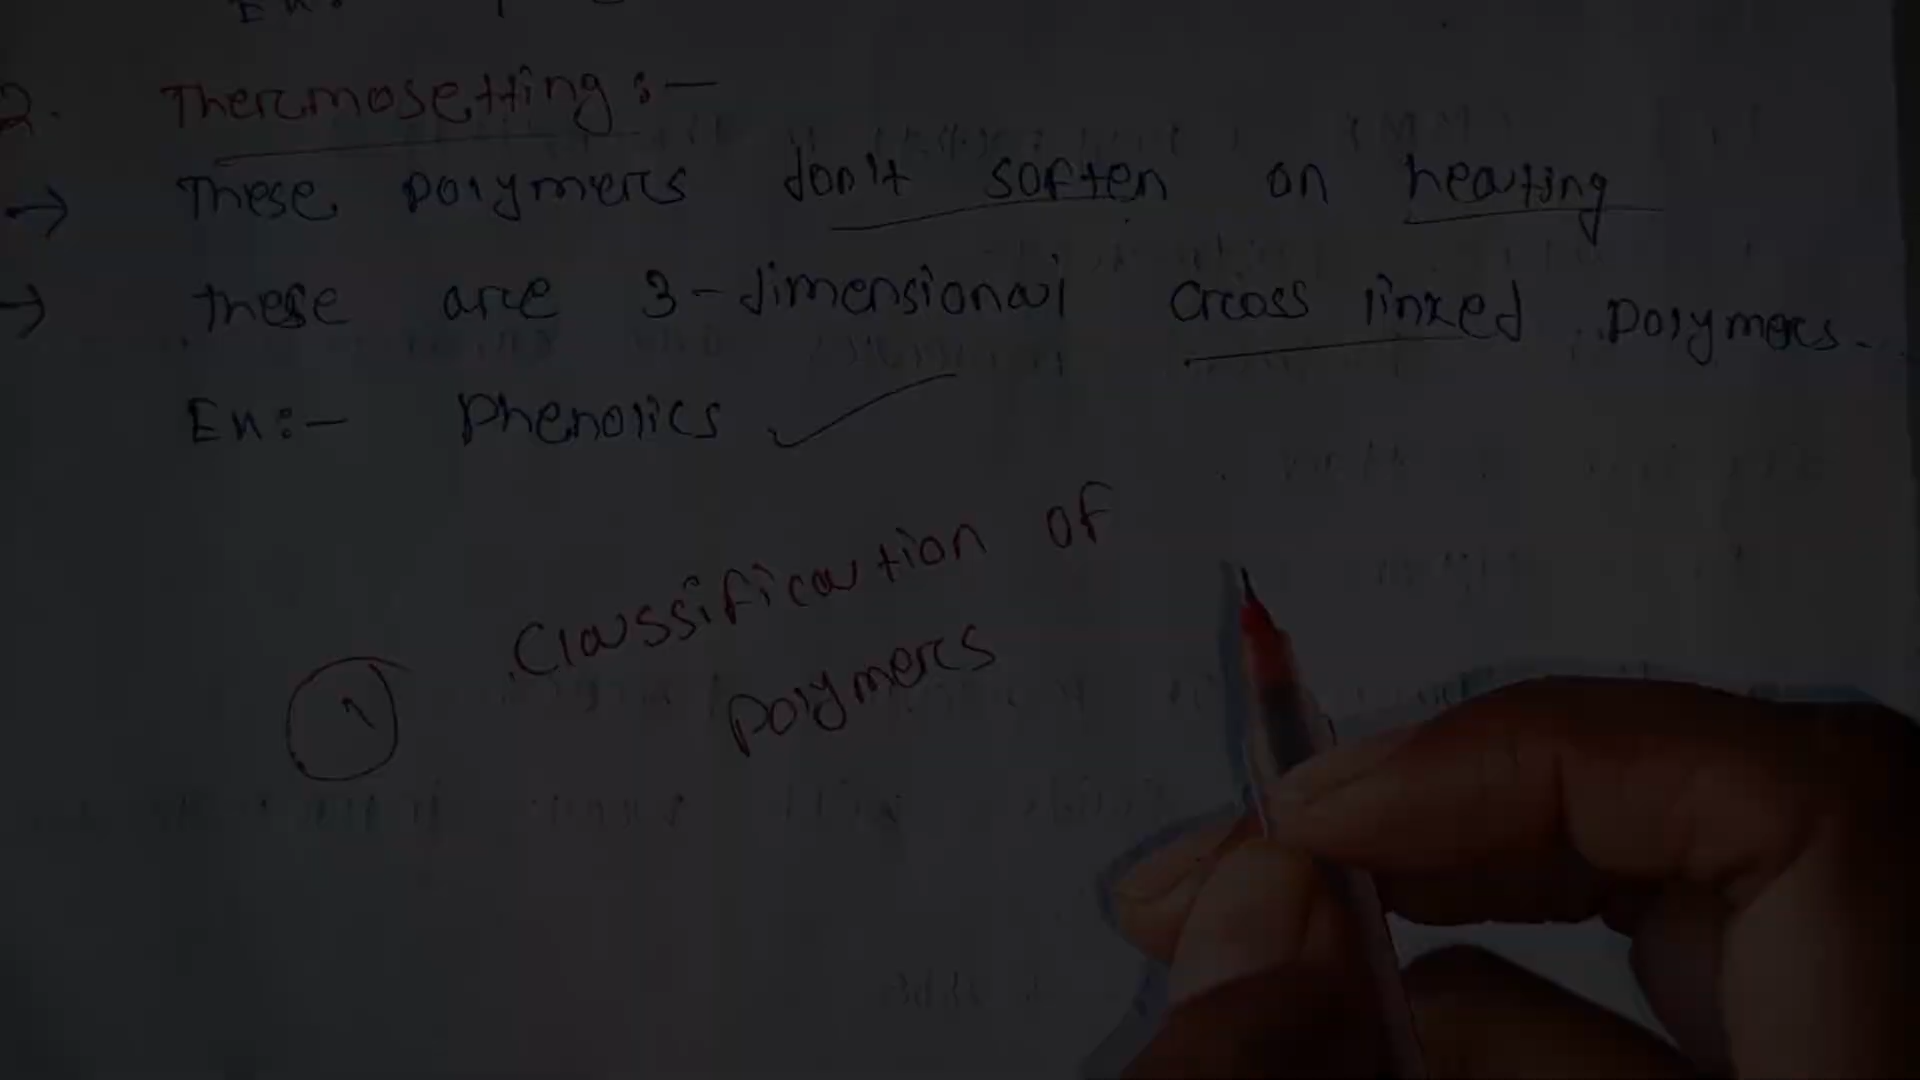 2. Thermosetting :-
→ These polymers don't soften on heating
→ these are 3-dimensional cross linked polymers.
Ex:- Phenolics ✓
Classification of
1
polymers